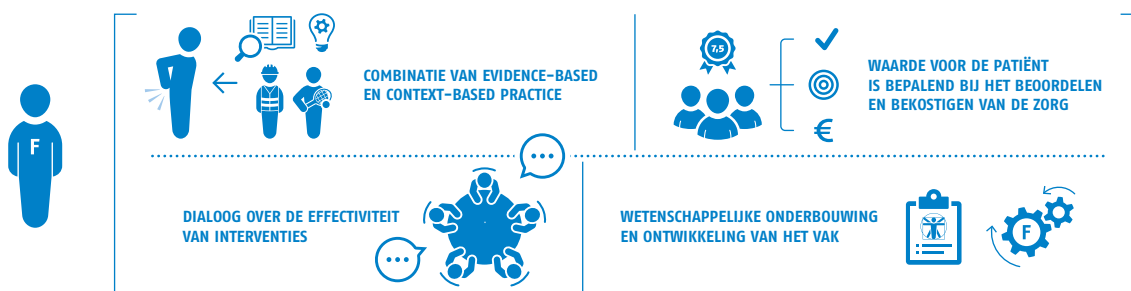 F
COMBINATIE VAN EVIDENCE-BASED
EN CONTEXT-BASED PRACTICE
7,5
€
WAARDE VOOR DE PATIËNT
IS BEPALEND BIJ HET BEOORDELEN
EN BEKOSTIGEN VAN DE ZORG
DIALOOG OVER DE EFFECTIVITEIT
VAN INTERVENTIES
WETENSCHAPPELIJKE ONDERBOUWING
EN ONTWIKKELING VAN HET VAK
F